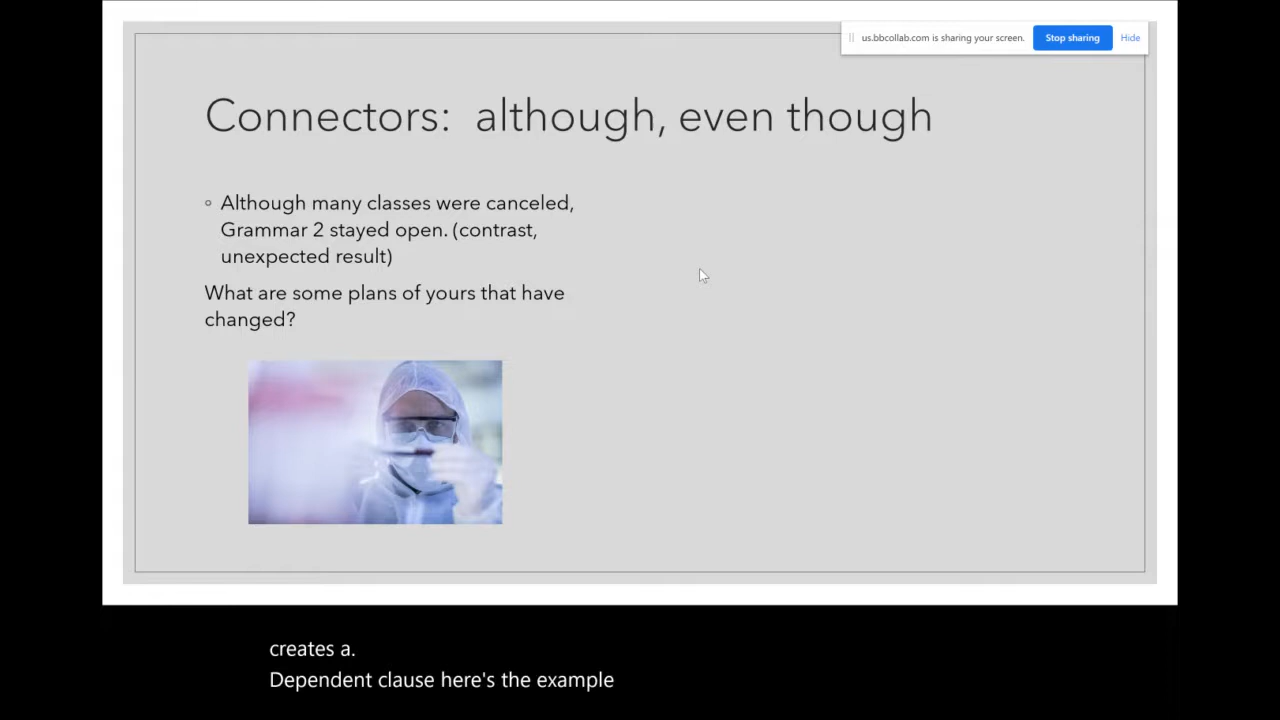 us.bbcollab.com is sharing your screen. Stop sharing Hide
Connectors: although, even though
Although many classes were canceled,
Grammar 2 stayed open. (contrast,
unexpected result)
What are some plans of yours that have
changed?
creates a.
Dependent clause here's the example